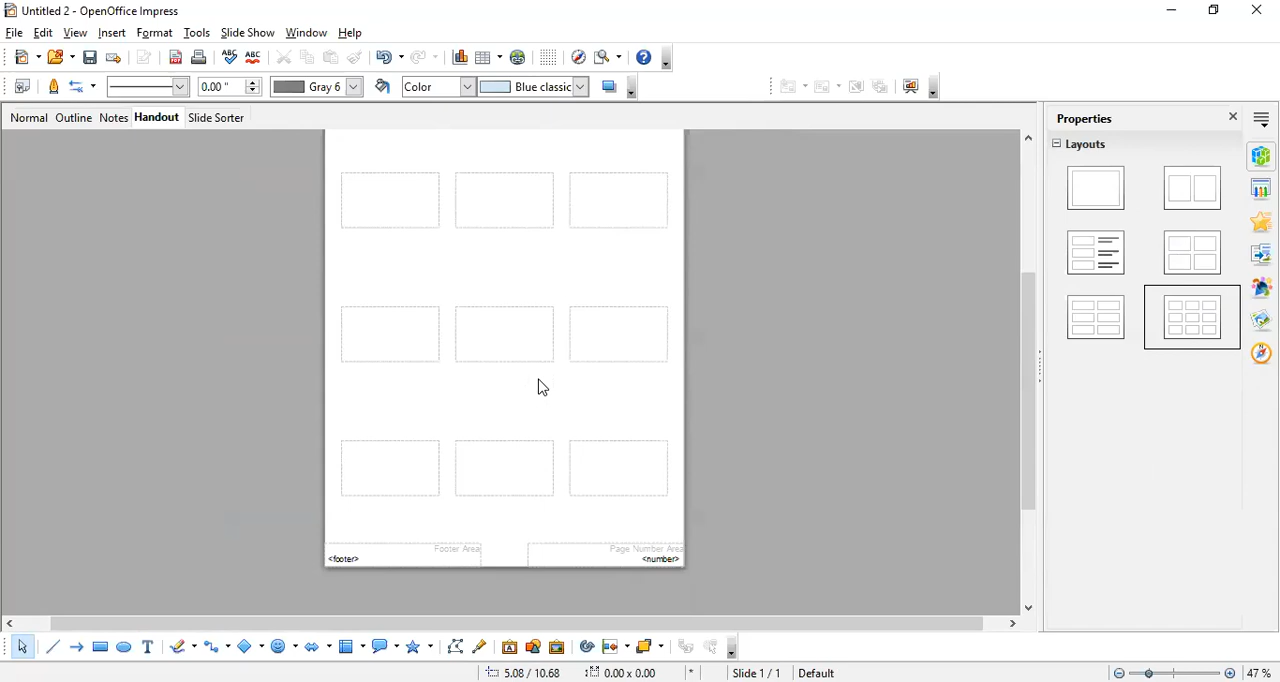 Untitled 2 - OpenOffice Impress
File Edit View Insert Format Tools Slide Show Window Help
0.00 " Gray 6 Color Blue classic
Normal Outline Notes Handout Slide Sorter
Properties
Layouts
Footer Area Page Number Area
<footer> <number>
5.08 / 10.68 0.00 x 0.00 * Slide 1 / 1 Default 47 %